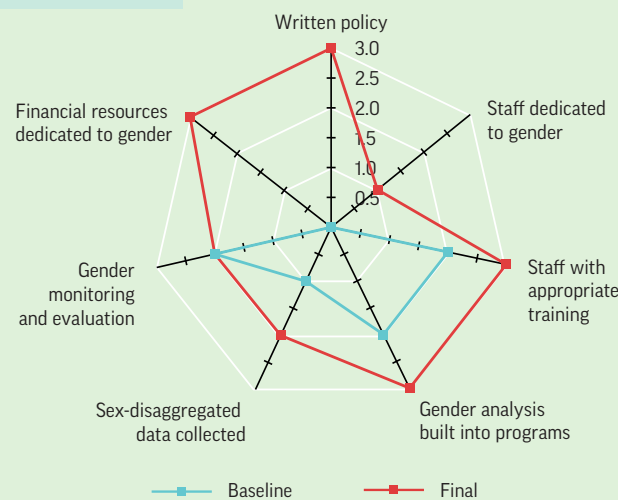 Written policy
3.0
2.5
2.0
1.5
1.0
0.5
Financial resources
dedicated to gender
Staff dedicated
to gender
Gender
monitoring
and evaluation
Staff with
appropriate
training
Sex-disaggregated
data collected
Gender analysis
built into programs
Baseline
Final